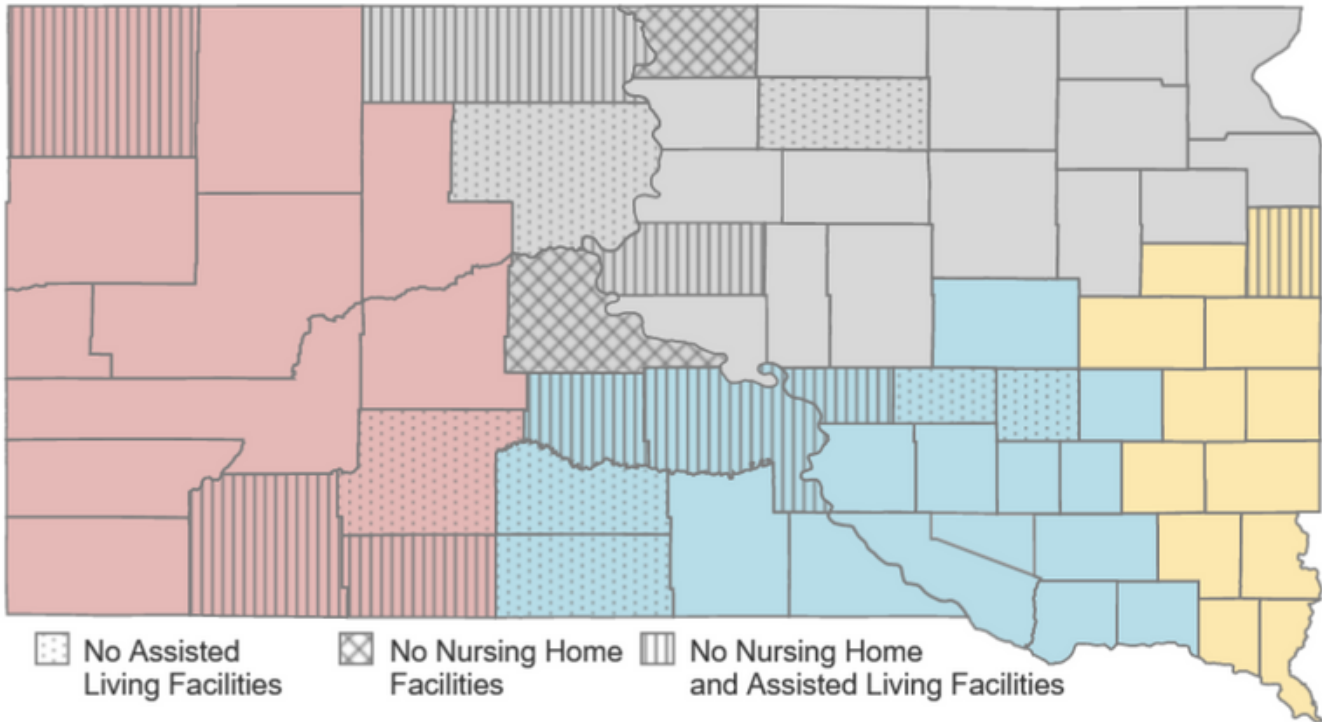 No Assisted
Living Facilities
No Nursing Home
Facilities
No Nursing Home
and Assisted Living Facilities